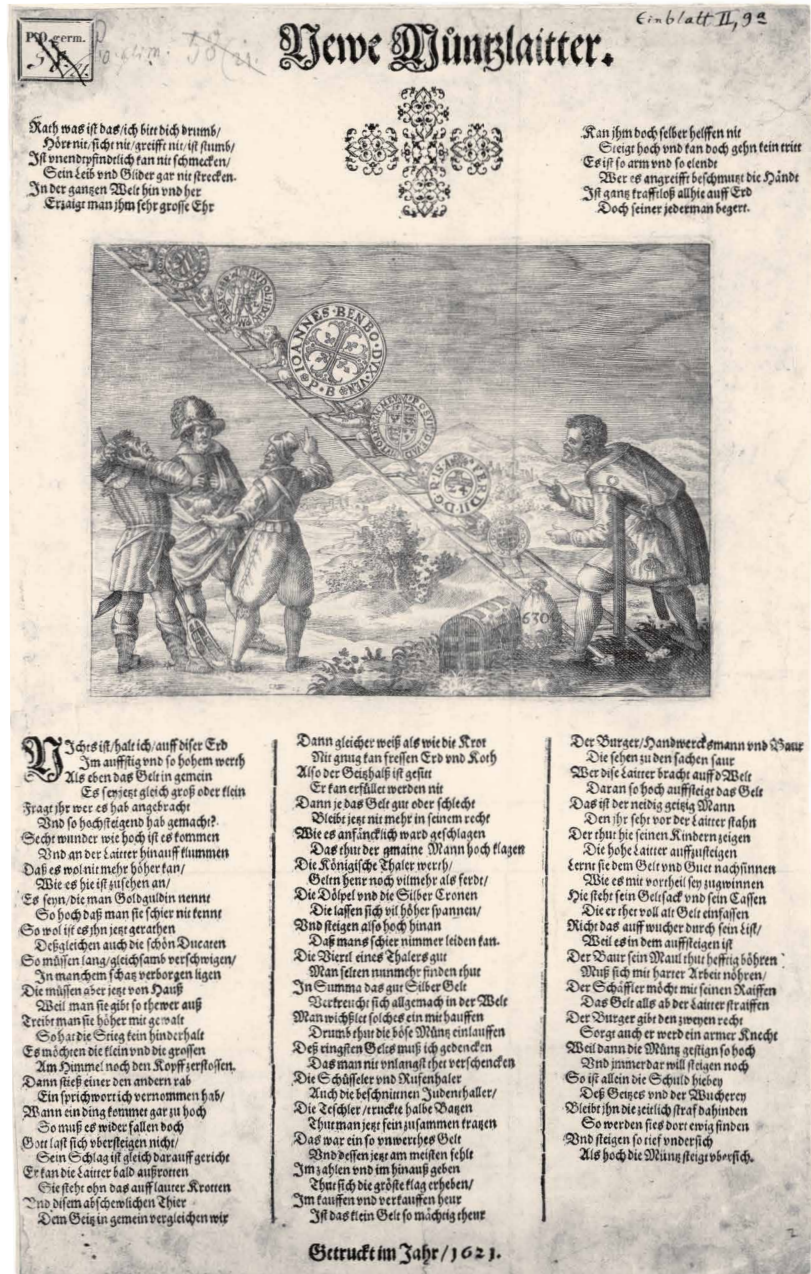 PSO germ.
Einblatt II, 9a
Newe Müntzlaitter.
Rath was ist das/ich bitt dich drumb/
Höret nit/sicht nit/greifft nit/ist stumb/
Ist vnendpfindtlich kan nit schmecken/
Sein Leib vnd Glider gar nit strecken.
In der gantzen Welt hin vnd her
Erzaigt man jhm sehr grosse Ehr
Kan jhm doch selber helffen nit
Steigt hoch vnd kan doch gehn kein tritt
Es ist so arm vnd so elendt
Wer es angreifft beschmutzt die Händt
Ist gantz krafftloß allhie auff Erd
Doch seiner jederman begert.
IOANNES·BENBO·DVX·VEN
P·B
FERD·II·D·G·R·I·S·A
630
NIchts ist/halt ich/auff diser Erd
Im auffstig vnd so hohem werth
Als eben das Gelt in gemein
Es sey jetzt gleich groß oder klein
Fragt jhr wer es hab angebracht
Vnd so hochsteigend hab gemacht?
Secht wunder wie hoch ist es kommen
Vnd an der Laitter hinauff klummen
Daß es wol nit mehr höher kan/
Wie es hie ist zusehen an/
Es seyn/die man Goldguldin nennt
So hoch daß man sie schier nit kennt
So wol ist es jhn jetzt gerathen
Deßgleichen auch die schön Ducaten
So müssen lang/gleichsamb verschwigen/
In manchem schatz verborgen ligen
Die müssen aber jetzt von Hauß
Weil man sie gibt so thewer auß
Treibt man sie höher mit gewalt
So hat die Stieg kein hinderhalt
Es möchten die klein vnd die grossen
Am Himmel noch den Kopff zerstossen.
Dann stieß einer den andern rab
Ein sprichwort ich vernommen hab/
Wann ein ding kommet gar zu hoch
So muß es wider fallen doch
Gott last sich vbersteigen nicht/
Sein Schlag ist gleich darauff gericht
Er kan die Laitter bald außrotten
Sie steht ohn das auff lauter Krotten
Vnd disem abschewlichen Thier
Dem Geitz in gemein vergleichen wir
Dann gleicher weiß als wie die Krot
Nit gnug kan fressen Erd vnd Koth
Also der Geitzhalß ist gesitt
Er kan erfüllet werden nit
Dann je das Gelt gut oder schlecht
Bleibt jetzt nit mehr in seinem recht
Wie es anfäncklich ward geschlagen
Das thut der gmaine Mann hoch klagen
Die Königische Thaler werth/
Gelten hewr noch vil mehr als ferdt/
Die Dölpel vnd die Silber Cronen
Die lassen sich vil höher spannen/
Vnd steigen also hoch hinan
Daß mans schier nimmer leiden kan.
Die Viertl eines Thalers gut
Man selten nunmehr finden thut
In Summa das gut Silber Gelt
Verkreucht sich allgemach in der Welt
Man wichßlet solches ein mit hauffen
Drumb thut die böse Müntz einlauffen
Deß ringsten Geltes muß ich gedencken
Das man nit vnlangst thet verschencken
Die Schüsseler vnd Rusenhaler
Auch die beschnitnen Judenthaller/
Die Teschler/truckte halbe Batzen
Thut man jetzt fein zusammen kratzen
Das war ein so vnwerthes Gelt
Vnd dessen jetzt am meisten fehlt
Im zahlen vnd im hinauß geben
Thut sich die gröste klag erheben/
Im kauffen vnd verkauffen heur
Ist das klein Gelt so mächtig theur
Der Burger/Handwercksmann vnd Baur
Die sehen zu den sachen saur
Wer dise Laitter bracht auff d Welt
Daran so hoch auffsteigt das Gelt
Das ist der neidig geitzig Mann
Den jhr seht vor der Laitter stahn
Der thut hie seinen Kindern zeigen
Die hohe Laitter auffzusteigen
Lernt sie dem Gelt vnd Guet nachsinnen
Wie es mit vortheil sey zugwinnen
Hie steht sein Geltsack vnd sein Cassen
Die er thet voll alt Gelt einfassen
Richt das auff wucher durch sein List/
Weil es in dem auffsteigen ist
Der Baur sein Maul thut hefftig böhren
Muß sich mit harter Arbeit nöhren/
Der Schäffler möcht mit seinen Raiffen
Das Gelt alls ab der Laitter straiffen
Der Burger gibt den zweyen recht
Sorgt auch er werd ein armer Knecht
Weil dann die Müntz gestign so hoch
Vnd jmmerdar will steigen noch
So ist allein die Schuld hiebey
Deß Geitzes vnd der Wucherey
Bleibt jhn die zeitlich straf dahinden
So werden sies dort ewig finden
Vnd steigen so tief vndersich
Als hoch die Müntz steigt vbersich.
Getruckt im Jahr/1621.